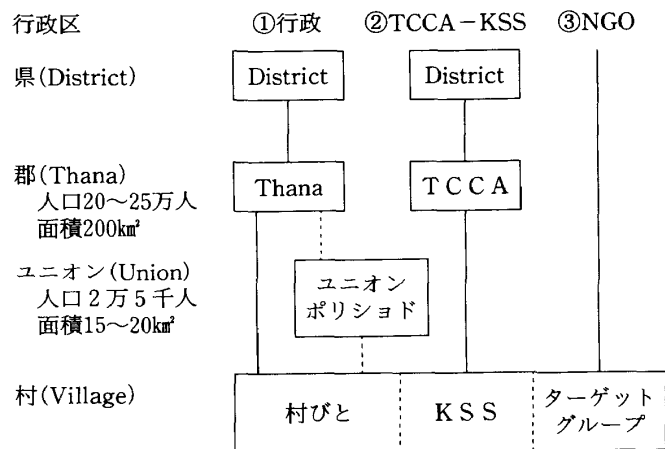 行政区 ①行政 ②TCCA－KSS ③NGO
県(District) District District
郡(Thana) Thana TCCA
人口20〜25万人
面積200㎢
ユニオン(Union) ユニオン
人口2万5千人 ポリショド
面積15〜20㎢
村(Village) 村びと KSS ターゲット
グループ